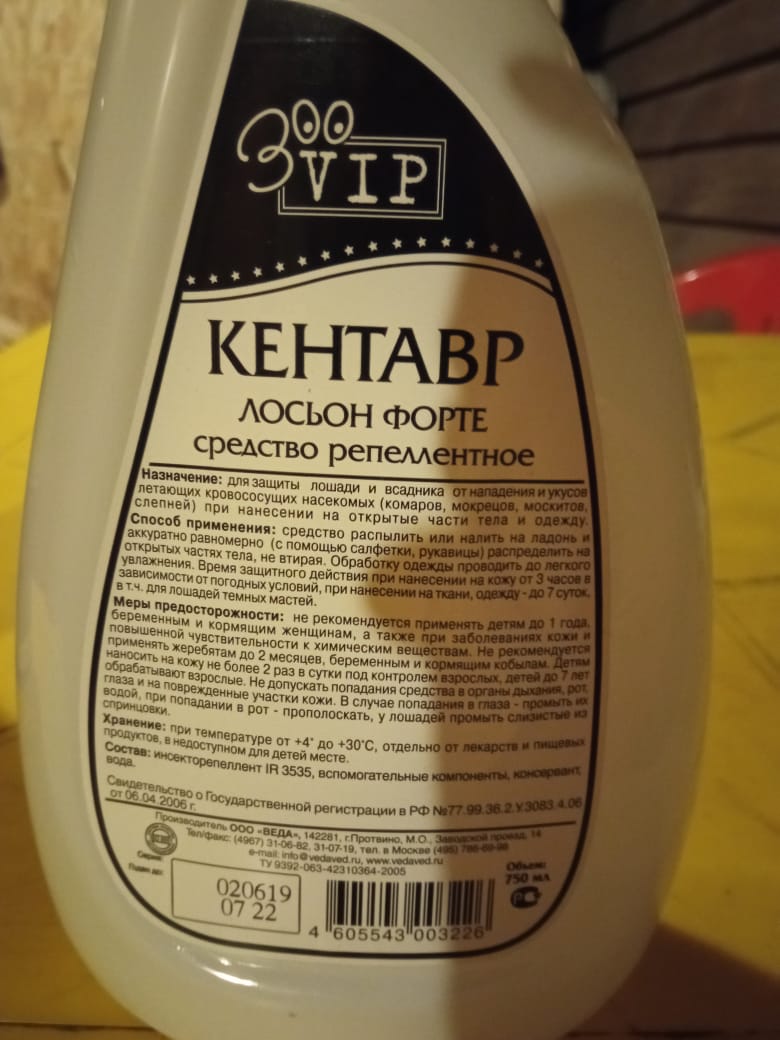 ЗОО
VIP
КЕНТАВР
ЛОСЬОН ФОРТЕ
средство репеллентное
Назначение: для защиты лошади и всадника от нападения и укусов
летающих кровососущих насекомых (комаров, мокрецов, москитов,
слепней) при нанесении на открытые части тела и одежду.
Способ применения: средство распылить или налить на ладонь и
аккуратно равномерно (с помощью салфетки, рукавицы) распределить на
открытых частях тела, не втирая. Обработку одежды проводить до легкого
увлажнения. Время защитного действия при нанесении на кожу от 3 часов в
зависимости от погодных условий, при нанесении на ткани, одежду - до 7 суток,
в т.ч. для лошадей темных мастей.
Меры предосторожности: не рекомендуется применять детям до 1 года,
беременным и кормящим женщинам, а также при заболеваниях кожи и
повышенной чувствительности к химическим веществам. Не рекомендуется
применять жеребятам до 2 месяцев, беременным и кормящим кобылам. Детям
наносить на кожу не более 2 раз в сутки под контролем взрослых, детей до 7 лет
обрабатывают взрослые. Не допускать попадания средства в органы дыхания, рот,
глаза и на поврежденные участки кожи. В случае попадания в глаза - промыть их
водой, при попадании в рот - прополоскать, у лошадей промыть слизистые из
спринцовки.
Хранение: при температуре от +4° до +30°С, отдельно от лекарств и пищевых
продуктов, в недоступном для детей месте.
Состав: инсекторепеллент IR 3535, вспомогательные компоненты, консервант,
вода.
Свидетельство о Государственной регистрации в РФ №77.99.36.2.У.3083.4.06
от 06.04.2006 г.
Производитель ООО «ВЕДА», 142281, г.Протвино, М.О., Заводской проезд, 14
Тел/факс: (4967) 31-06-82, 31-07-19, тел. в Москве (495) 786-69-98
e-mail: info@vedaved.ru, www.vedaved.ru
ТУ 9392-063-42310364-2005
Серия:
Годен до:
020619
07 22
Объем:
750 мл
4 605543 003226